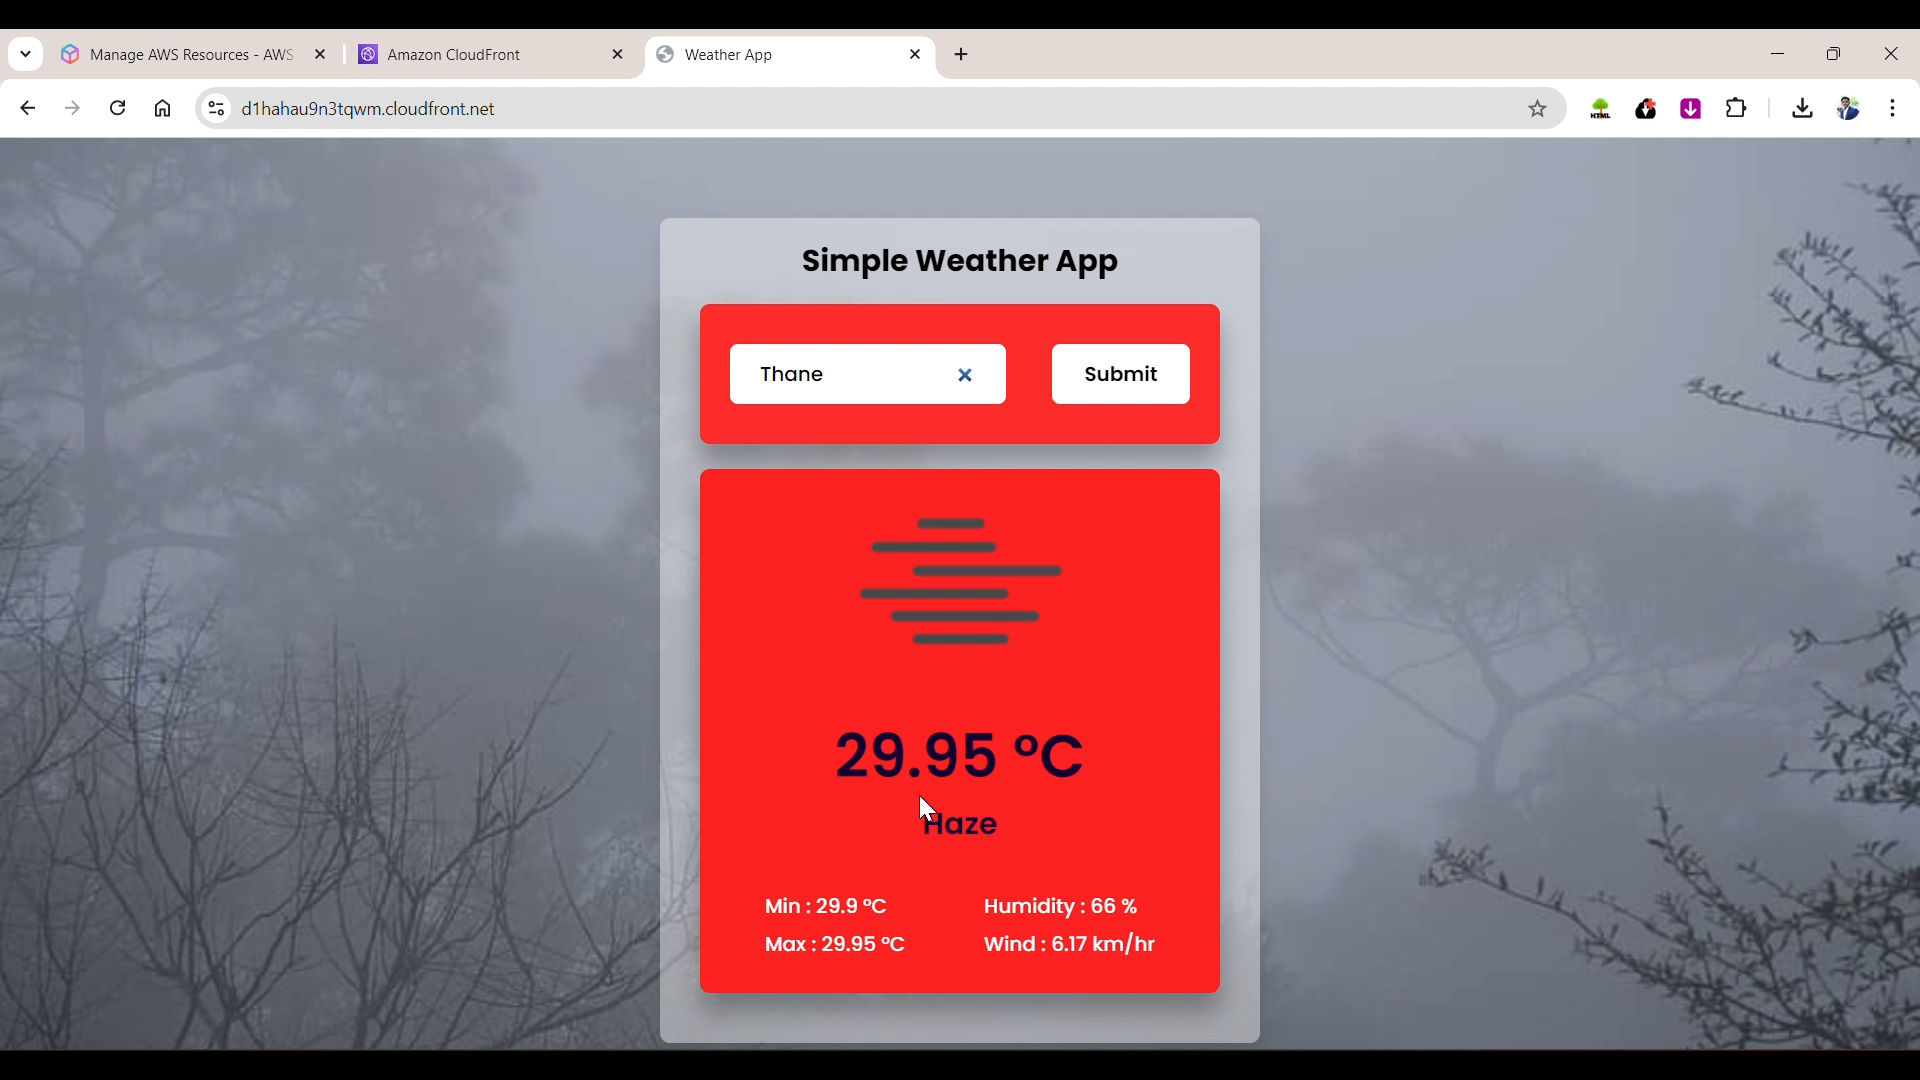 Manage AWS Resources - AWS
Amazon CloudFront
Weather App
d1hahau9n3tqwm.cloudfront.net
HTML
Simple Weather App
Thane
Submit
29.95 °C
Haze
Min : 29.9 °C
Humidity : 66 %
Max : 29.95 °C
Wind : 6.17 km/hr